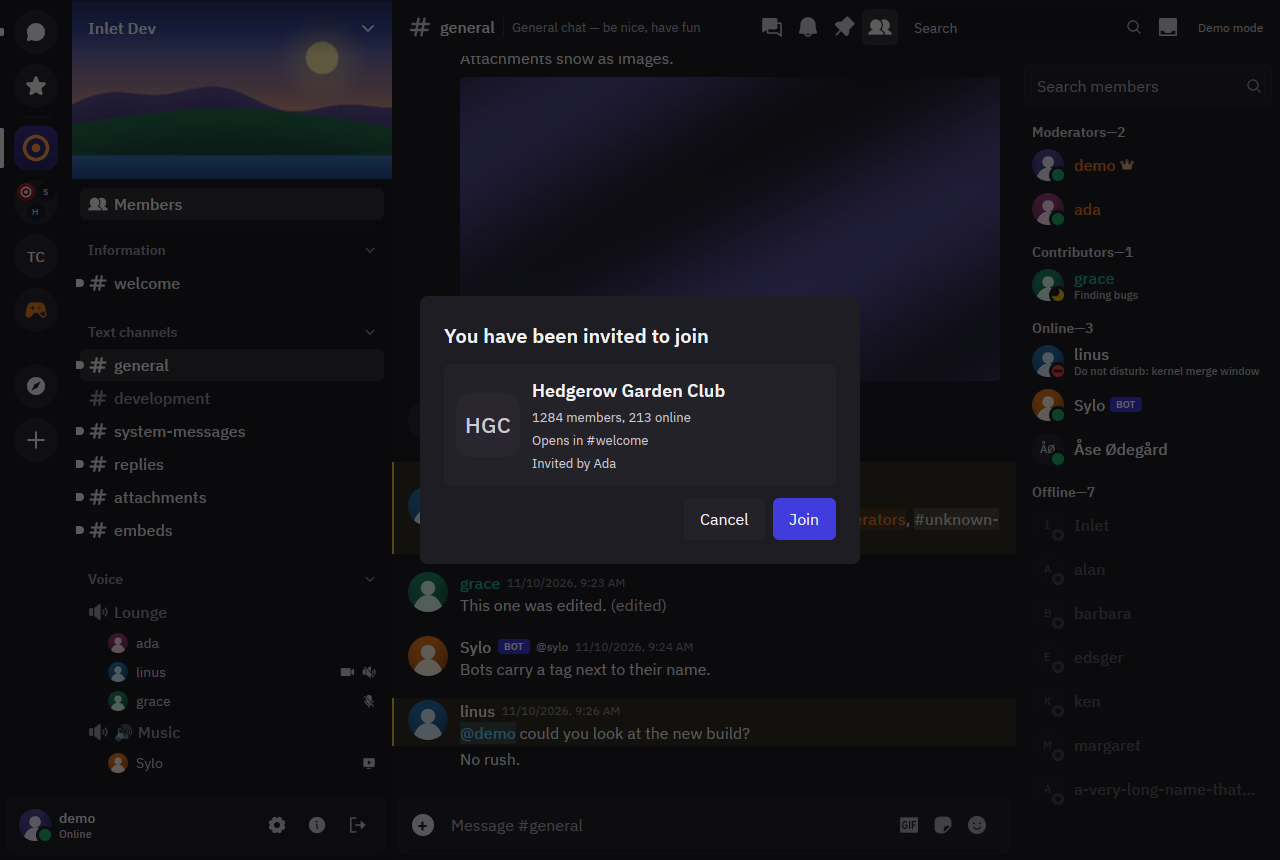 Inlet Dev
general
General chat — be nice, have fun
Search
Demo mode
S
H
TC
Members
Information
welcome
Text channels
general
development
system-messages
replies
attachments
embeds
Voice
Lounge
ada
linus
grace
🔊 Music
Sylo
demo
Online
Attachments show as images.
You have been invited to join
HGC
Hedgerow Garden Club
1284 members, 213 online
Opens in #welcome
Invited by Ada
Cancel
Join
erators, #unknown-
grace 11/10/2026, 9:23 AM
This one was edited. (edited)
Sylo BOT @sylo 11/10/2026, 9:24 AM
Bots carry a tag next to their name.
linus 11/10/2026, 9:26 AM
@demo could you look at the new build?
No rush.
Message #general
GIF
Search members
Moderators—2
demo
ada
Contributors—1
grace
Finding bugs
Online—3
linus
Do not disturb: kernel merge window
Sylo BOT
ÅØ
Åse Ødegård
Offline—7
I
Inlet
A
alan
B
barbara
E
edsger
K
ken
M
margaret
A
a-very-long-name-that...